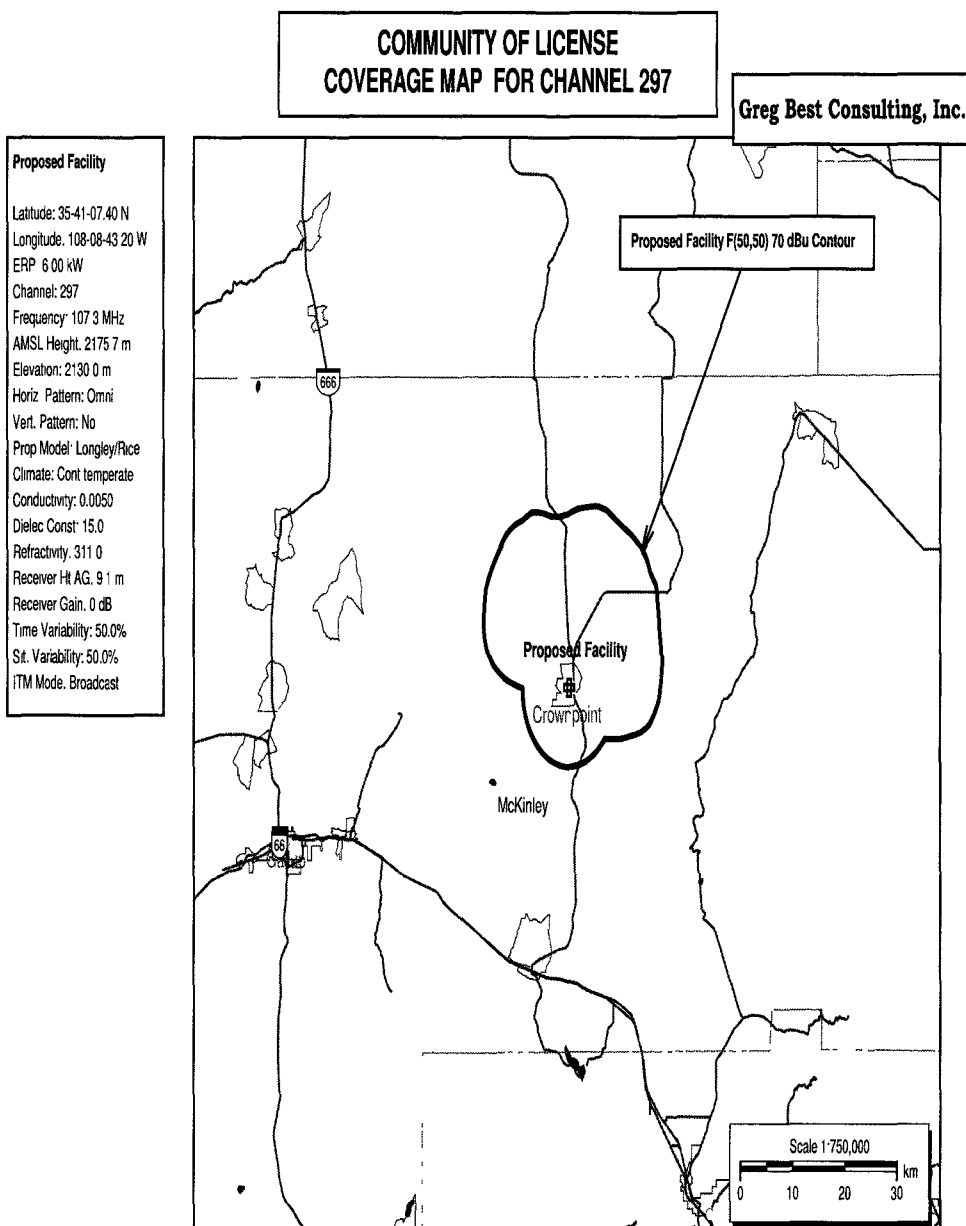 COMMUNITY OF LICENSE
COVERAGE MAP FOR CHANNEL 297
Greg Best Consulting, Inc.
Proposed Facility
Latitude: 35-41-07.40 N
Longitude. 108-08-43 20 W
ERP 6 00 kW
Channel: 297
Frequency 107 3 MHz
AMSL Height. 2175 7 m
Elevation: 2130 0 m
Horiz Pattern: Omni
Vert. Pattern: No
Prop Model Longley/Rice
Climate: Cont temperate
Conductivity: 0.0050
Dielec Const 15.0
Refractivity. 311 0
Receiver Ht AG. 9 1 m
Receiver Gain. 0 dB
Time Variability: 50.0%
Sit. Variability: 50.0%
ITM Mode. Broadcast
Proposed Facility F(50,50) 70 dBu Contour
666
Proposed Facility
Crownpoint
McKinley
66
Scale 1 750,000
km
0 10 20 30